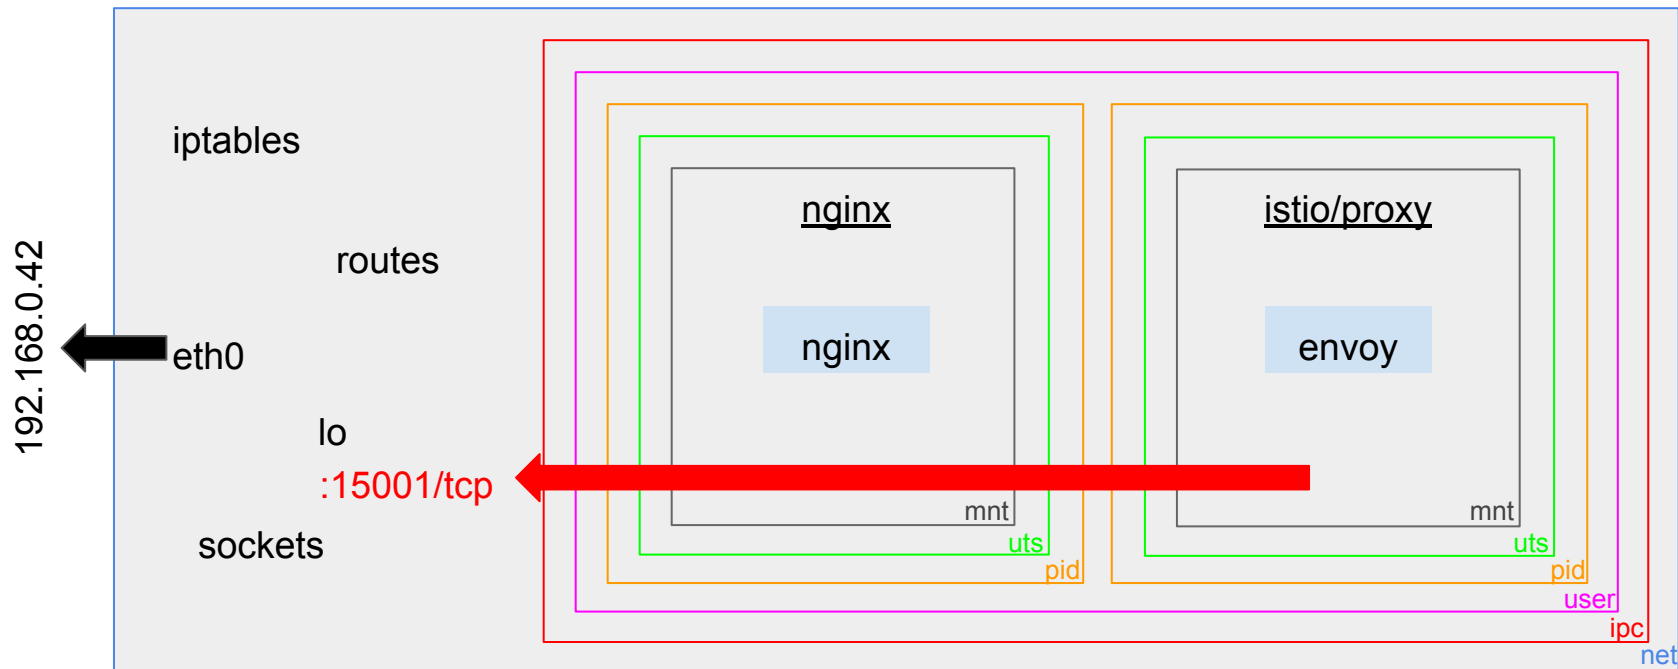 192.168.0.42
iptables
routes
eth0
lo
:15001/tcp
sockets
nginx
nginx
mnt
uts
pid
istio/proxy
envoy
mnt
uts
pid
user
ipc
net